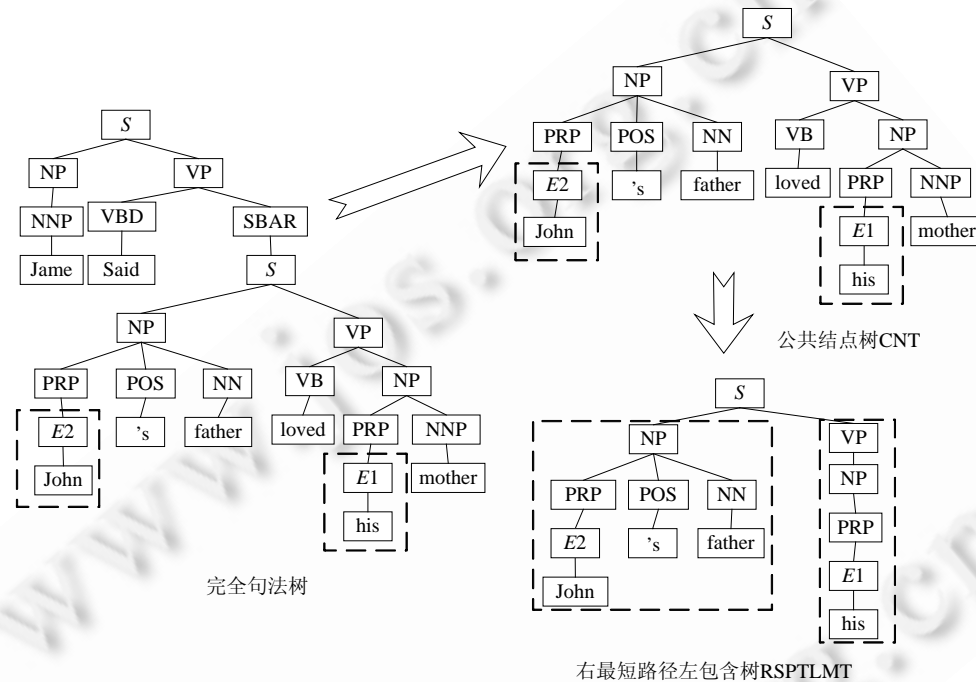 S
NP VP
NNP VBD SBAR
Jame Said S
NP VP
PRP POS NN VB NP
E2 's father loved PRP NNP
John E1 mother
his
完全句法树
S
NP VP
PRP POS NN VB NP
E2 's father loved PRP NNP
John E1 mother
his
公共结点树CNT
S
NP VP
PRP POS NN NP
E2 's father PRP
John E1
his
右最短路径左包含树RSPTLMT